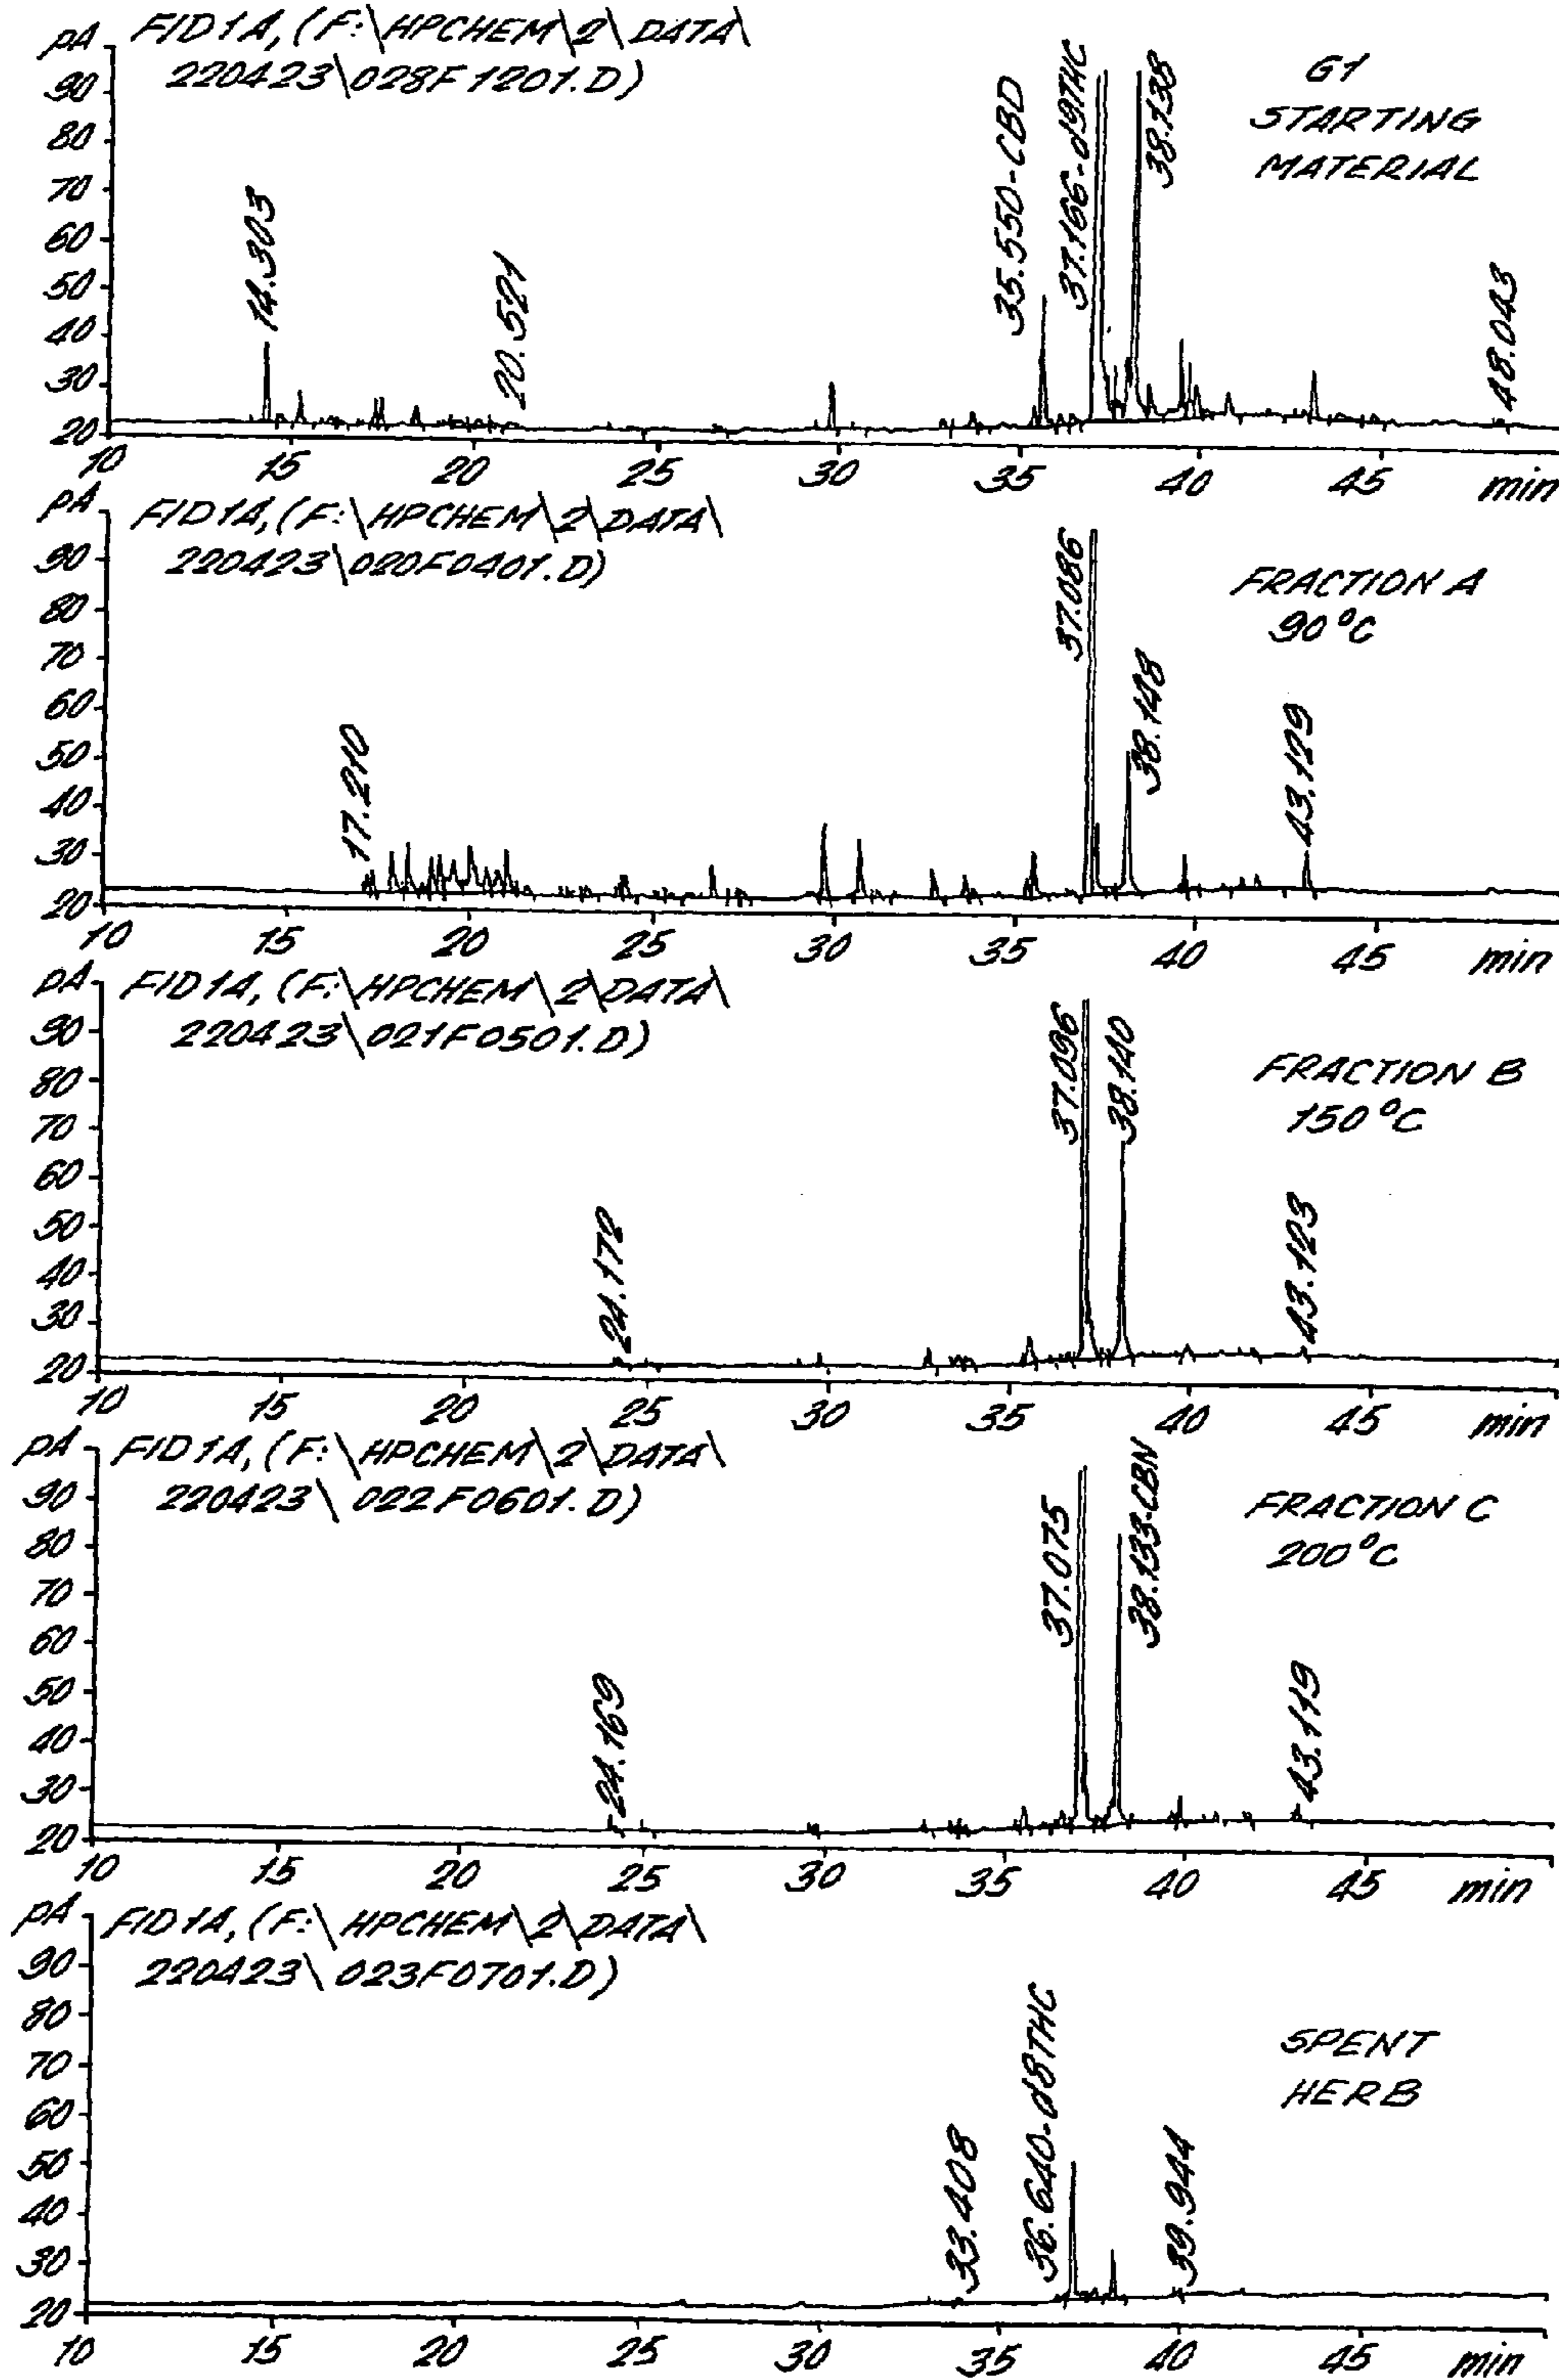 pA FID1A, (F:\HPCHEM\2\DATA\
220423\028F1201.D)
G1
STARTING
MATERIAL
90
80
70
60
50
40
30
20
14.303
20.521
35.550-CBD
37.166-d9THC
38.138
48.043
10 15 20 25 30 35 40 45 min
pA FID1A, (F:\HPCHEM\2\DATA\
220423\020F0401.D)
FRACTION A
90°C
90
80
70
60
50
40
30
20
17.210
37.086
38.148
43.129
10 15 20 25 30 35 40 45 min
pA FID1A, (F:\HPCHEM\2\DATA\
220423\021F0501.D)
FRACTION B
150°C
90
80
70
60
50
40
30
20
24.172
37.096
38.140
43.123
10 15 20 25 30 35 40 45 min
pA FID1A, (F:\HPCHEM\2\DATA\
220423\022F0601.D)
FRACTION C
200°C
90
80
70
60
50
40
30
20
24.169
37.075
38.133-CBN
43.119
10 15 20 25 30 35 40 45 min
pA FID1A, (F:\HPCHEM\2\DATA\
220423\023F0701.D)
SPENT
HERB
90
80
70
60
50
40
30
20
33.408
36.640-d8THC
39.944
10 15 20 25 30 35 40 45 min